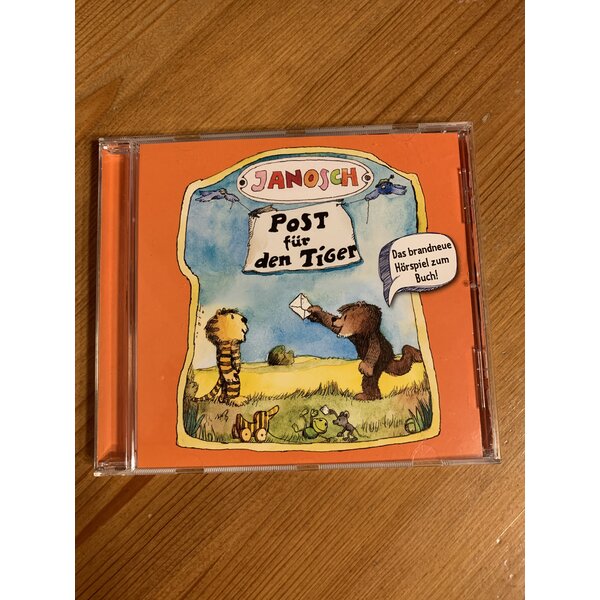 JANOSCH
Post
für
den Tiger
Das brandneue
Hörspiel zum
Buch!